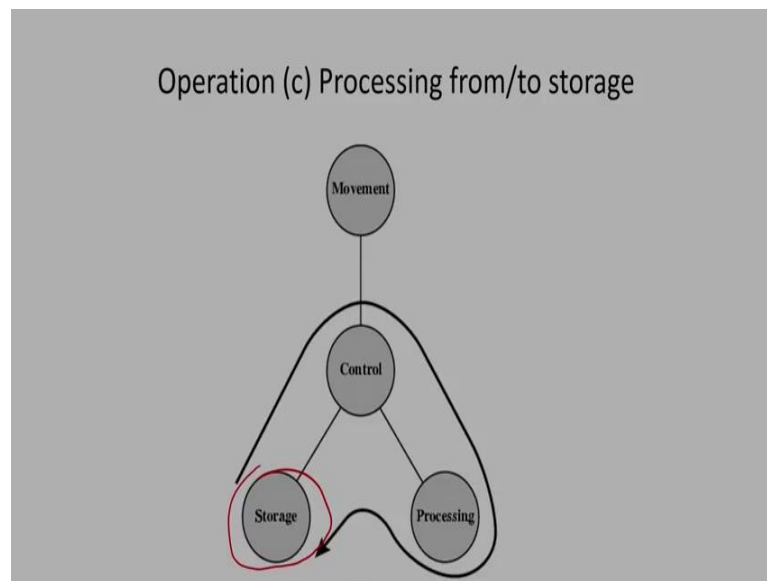 Operation (c) Processing from/to storage
Movement
Control
Storage
Processing